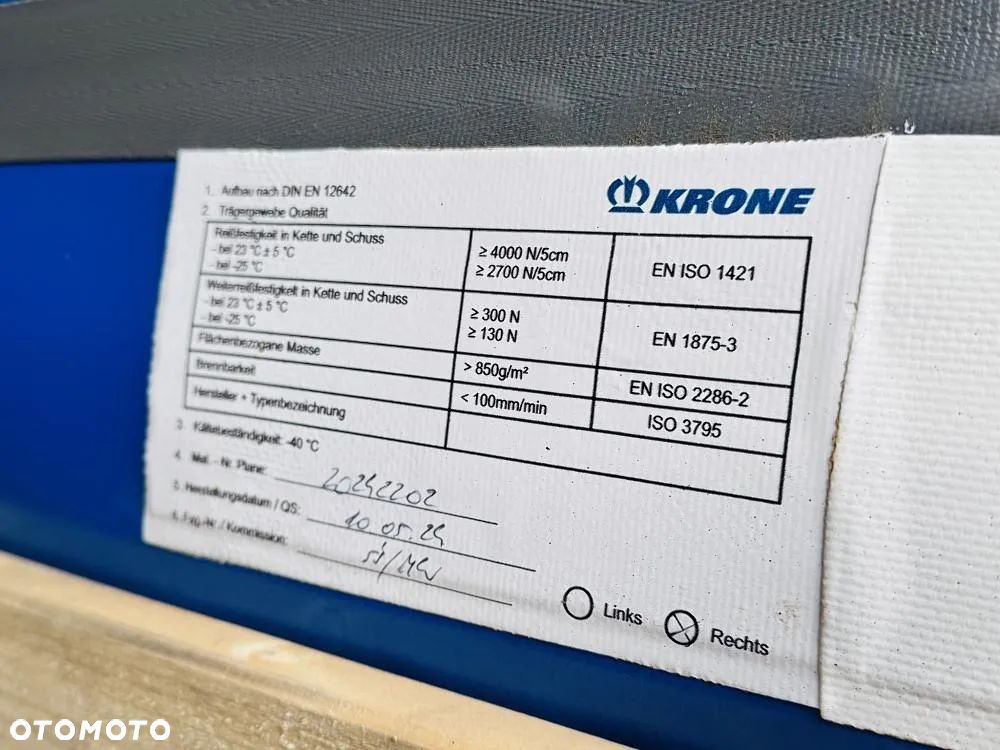 KRONE
1. Aufbau nach DIN EN 12642
2. Trägergewebe Qualität
Reißfestigkeit in Kette und Schuss
- bei 23 °C ± 5 °C ≥ 4000 N/5cm
- bei -25 °C ≥ 2700 N/5cm
EN ISO 1421
Weiterreißfestigkeit in Kette und Schuss
- bei 23 °C ± 5 °C ≥ 300 N
- bei -25 °C ≥ 130 N
EN 1875-3
Flächenbezogane Masse > 850g/m² EN ISO 2286-2
Brennbarkeit < 100mm/min ISO 3795
Hersteller + Typenbezeichnung
3. Kältebeständigkeit: -40 °C
4. Mat. - Nr. Plane: 20242202
5. Herstellungsdatum / QS: 10 05.24
6. Fzg.-Nr. / Kommission:
Links Rechts
OTOMOTO